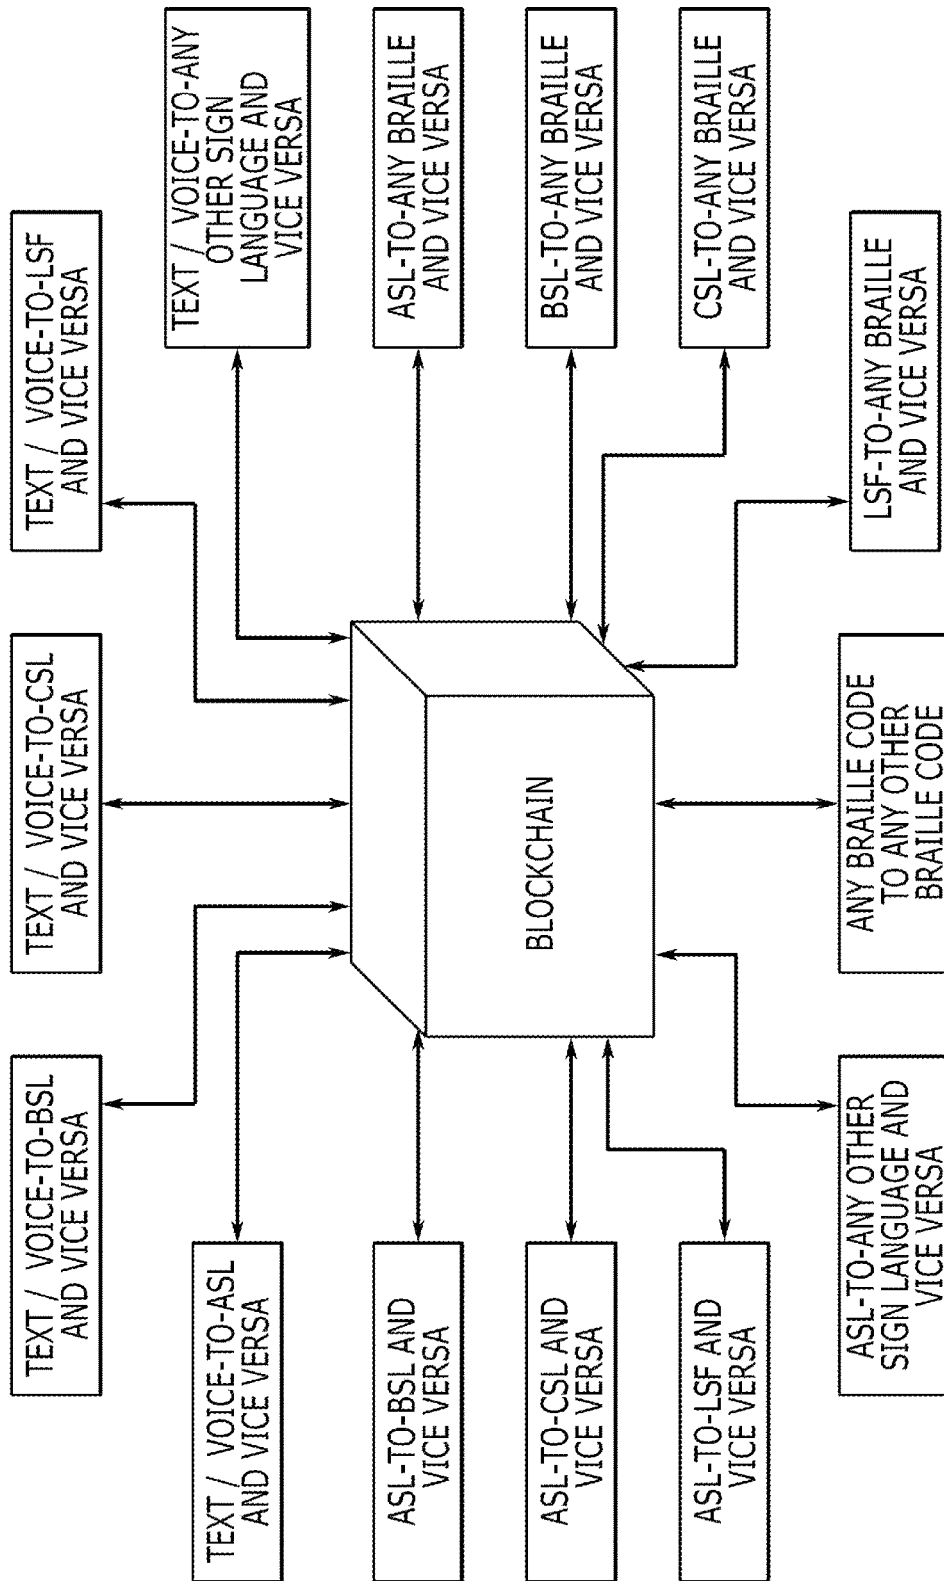 TEXT / VOICE-TO-BSL
AND VICE VERSA
TEXT / VOICE-TO-CSL
AND VICE VERSA
TEXT / VOICE-TO-LSF
AND VICE VERSA
TEXT / VOICE-TO-ASL
AND VICE VERSA
TEXT / VOICE-TO-ANY
OTHER SIGN
LANGUAGE AND
VICE VERSA
ASL-TO-BSL AND
VICE VERSA
ASL-TO-ANY BRAILLE
AND VICE VERSA
ASL-TO-CSL AND
VICE VERSA
BLOCKCHAIN
BSL-TO-ANY BRAILLE
AND VICE VERSA
ASL-TO-LSF AND
VICE VERSA
CSL-TO-ANY BRAILLE
AND VICE VERSA
ASL-TO-ANY OTHER
SIGN LANGUAGE AND
VICE VERSA
ANY BRAILLE CODE
TO ANY OTHER
BRAILLE CODE
LSF-TO-ANY BRAILLE
AND VICE VERSA